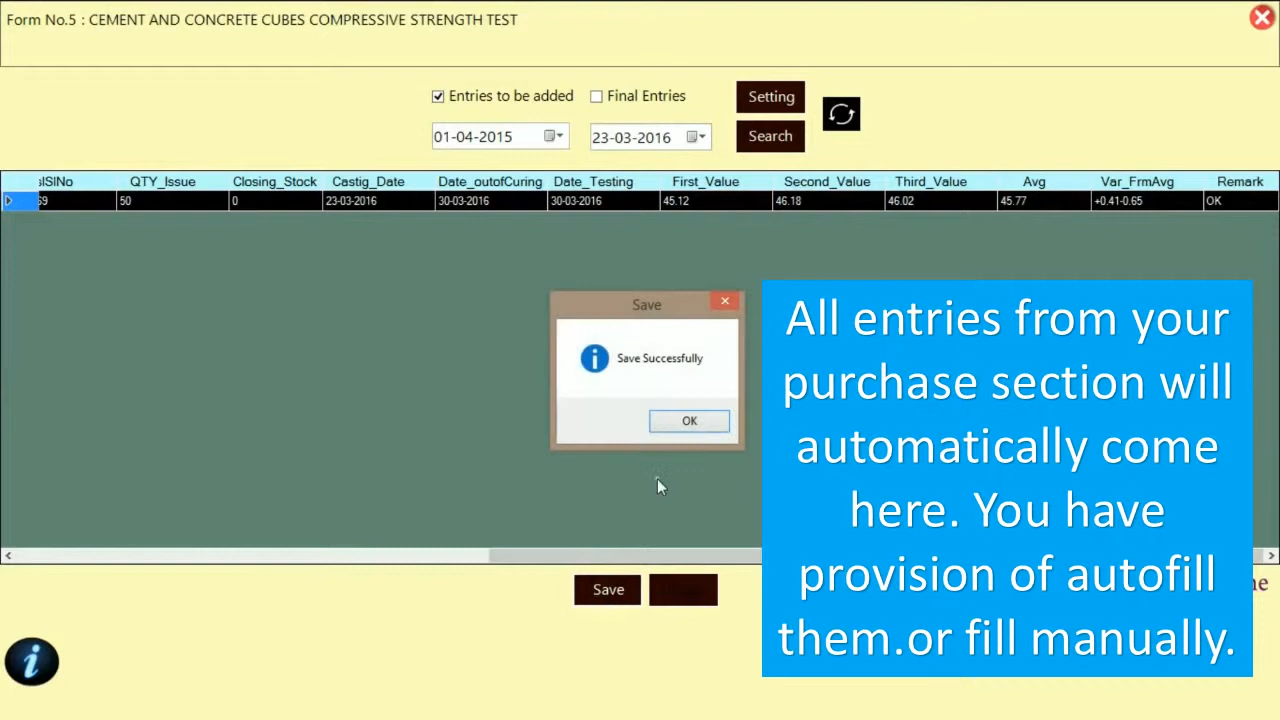 Form No.5 : CEMENT AND CONCRETE CUBES COMPRESSIVE STRENGTH TEST
Entries to be added Final Entries Setting
01-04-2015 23-03-2016 Search
QTY_Issue Closing_Stock Castig_Date Date_outofCuring Date_Testing First_Value Second_Value Third_Value Avg Var_FrmAvg Remark
50 0 23-03-2016 30-03-2016 30-03-2016 45.12 46.18 46.02 45.77 +0.41-0.65 OK
Save
Save Successfully
OK
All entries from your
purchase section will
automatically come
here. You have
provision of autofill
them.or fill manually.
Save